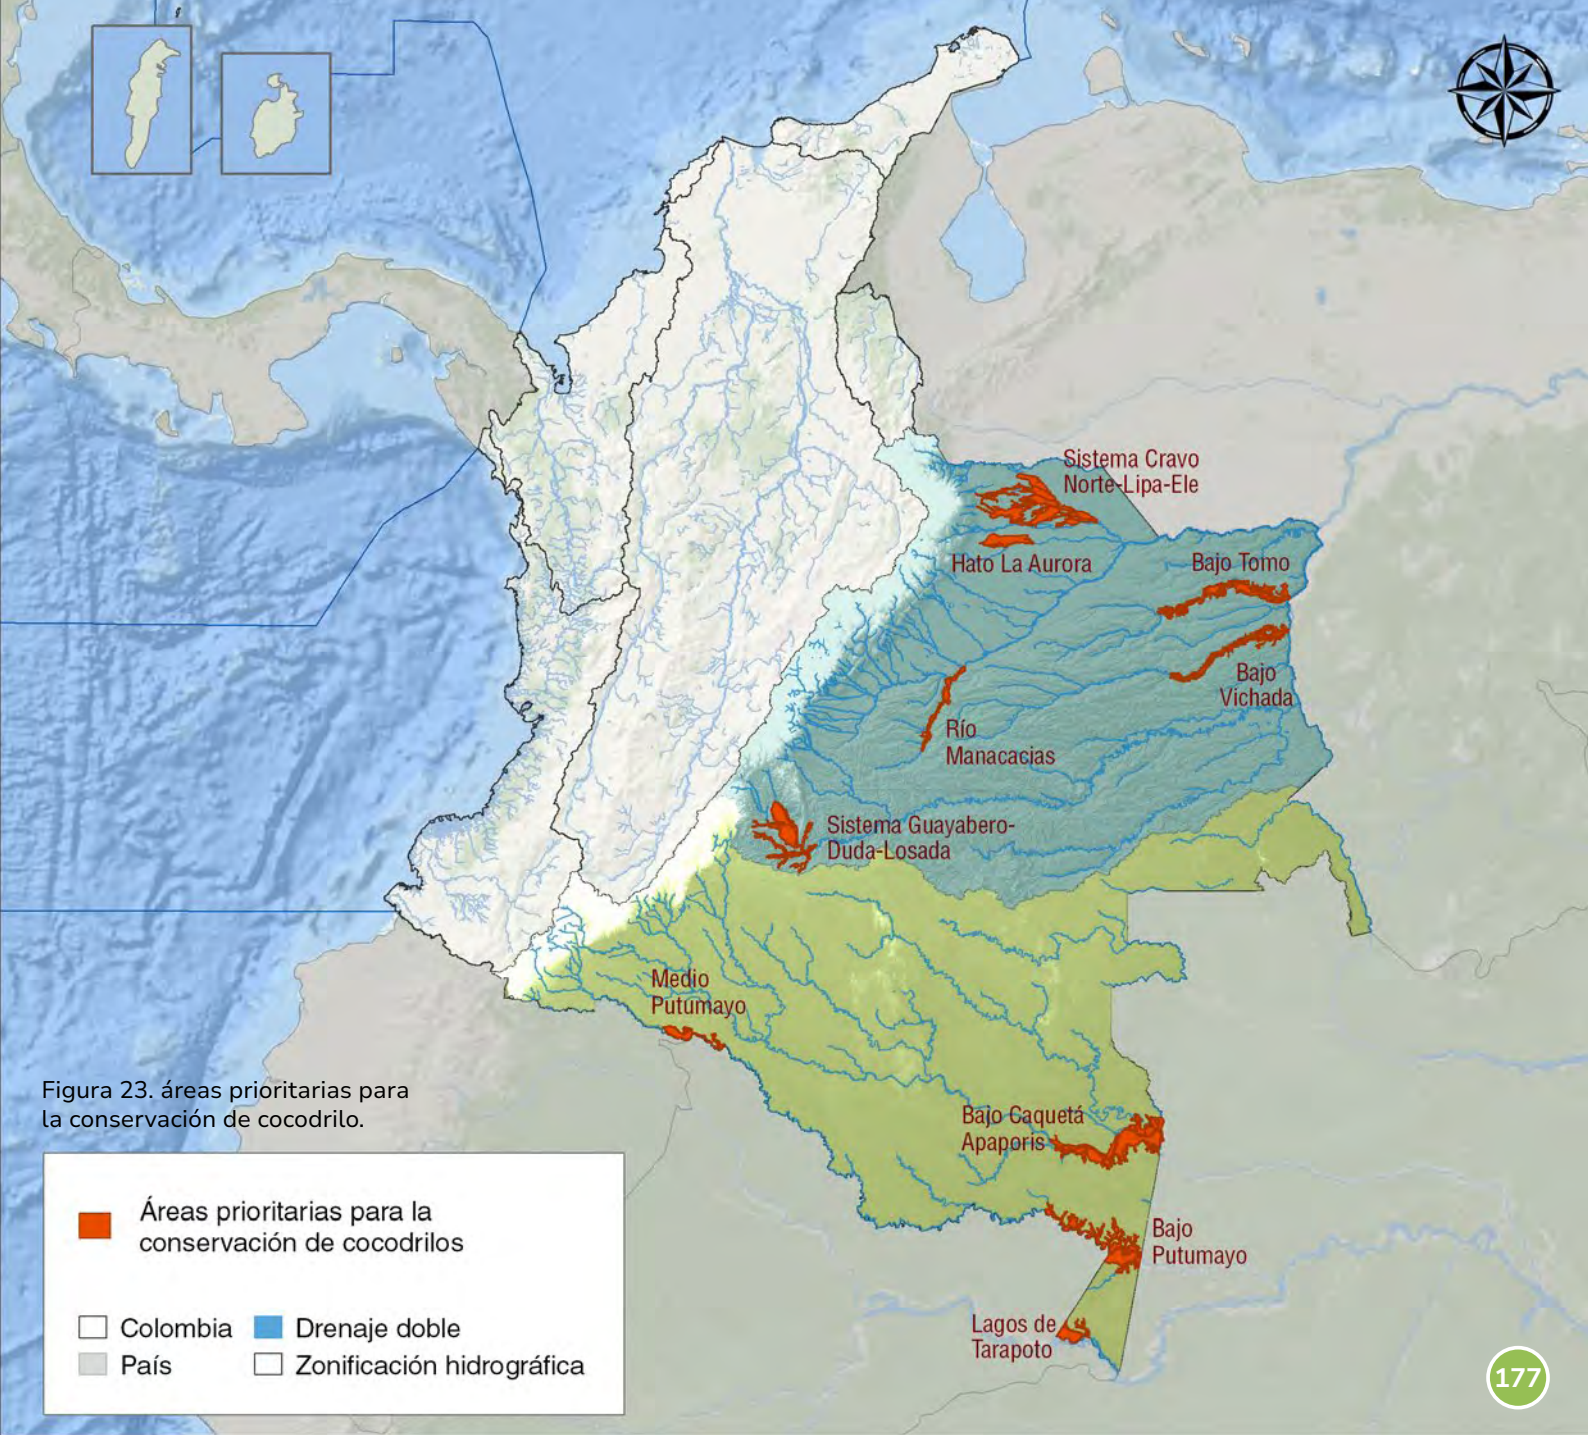 Sistema Cravo
Norte-Lipa-Ele
Hato La Aurora
Bajo Tomo
Bajo
Vichada
Río
Manacacias
Sistema Guayabero-
Duda-Losada
Medio
Putumayo
Bajo Caquetá
Apaporis
Bajo
Putumayo
Lagos de
Tarapoto
Figura 23. áreas prioritarias para
la conservación de cocodrilo.
Áreas prioritarias para la
conservación de cocodrilos
Colombia
Drenaje doble
País
Zonificación hidrográfica
177